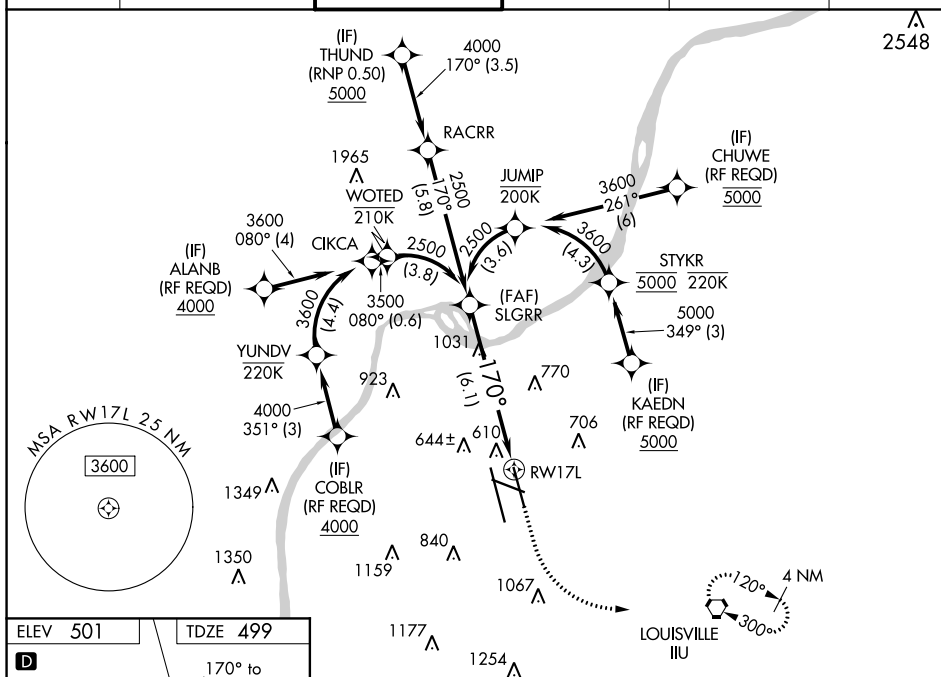 2548
(IF)
THUND
(RNP 0.50)
5000
4000
170° (3.5)
RACRR
1965
2500
170°
(5.8)
JUMIP
200K
(IF)
CHUWE
(RF REQD)
5000
3600
261°
(6)
WOTED
210K
3600
080° (4)
CIKCA
2500
(3.8)
2500
(3.6)
3600
(4.3)
STYKR
5000 220K
(IF)
ALANB
(RF REQD)
4000
3500
080° (0.6)
(FAF)
SLGRR
3600
(4.4)
5000
349° (3)
YUNDV
220K
1031
170°
(6.1)
923
770
(IF)
KAEDN
(RF REQD)
5000
4000
351° (3)
706
644±
610
MSA RW17L 25 NM
3600
(IF)
COBLR
(RF REQD)
4000
RW17L
1349
1350
1159
840
1067
120°
4 NM
300°
LOUISVILLE
IIU
1177
1254
ELEV 501
TDZE 499
D
170° to